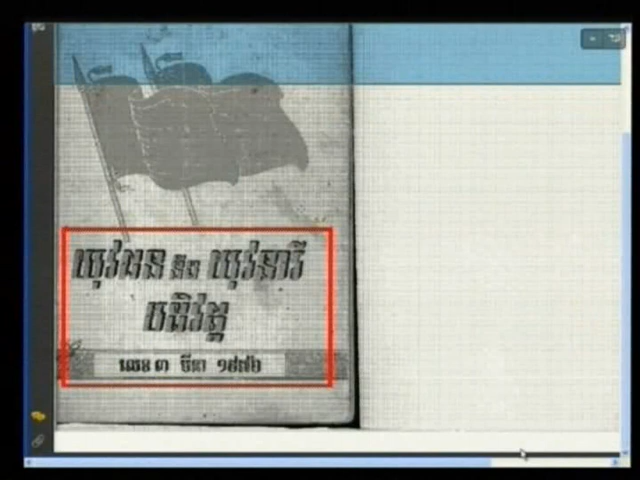 យុវជន និង យុវនារី
បដិវត្ត
លេខ ៣ មីនា ១៩៧៦